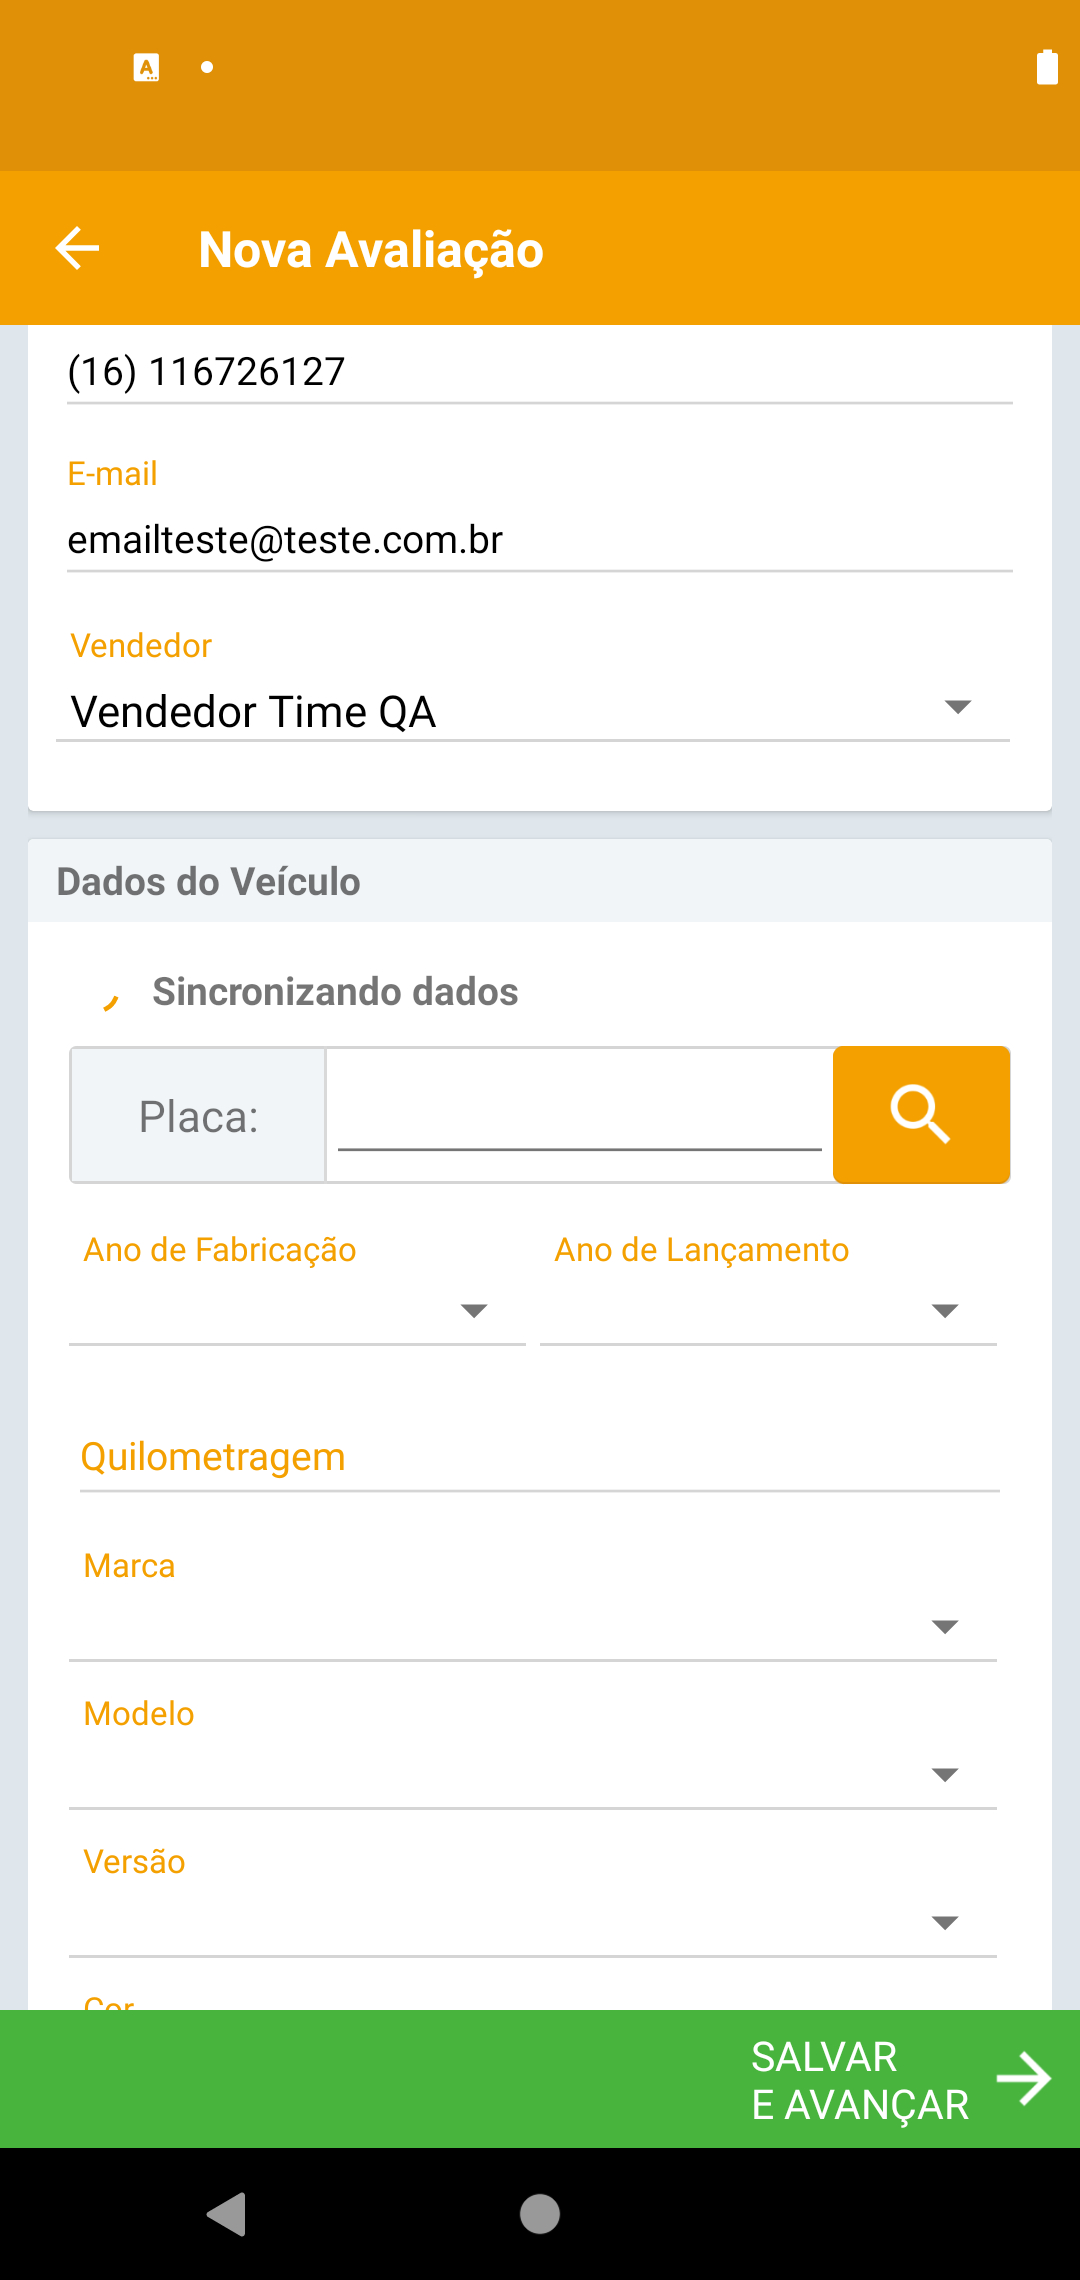 Nova Avaliação
(16) 116726127
E-mail
emailteste@teste.com.br
Vendedor
Vendedor Time QA
Dados do Veículo
Sincronizando dados
Placa:
Ano de Fabricação
Ano de Lançamento
Quilometragem
Marca
Modelo
Versão
Cor
SALVAR
E AVANÇAR